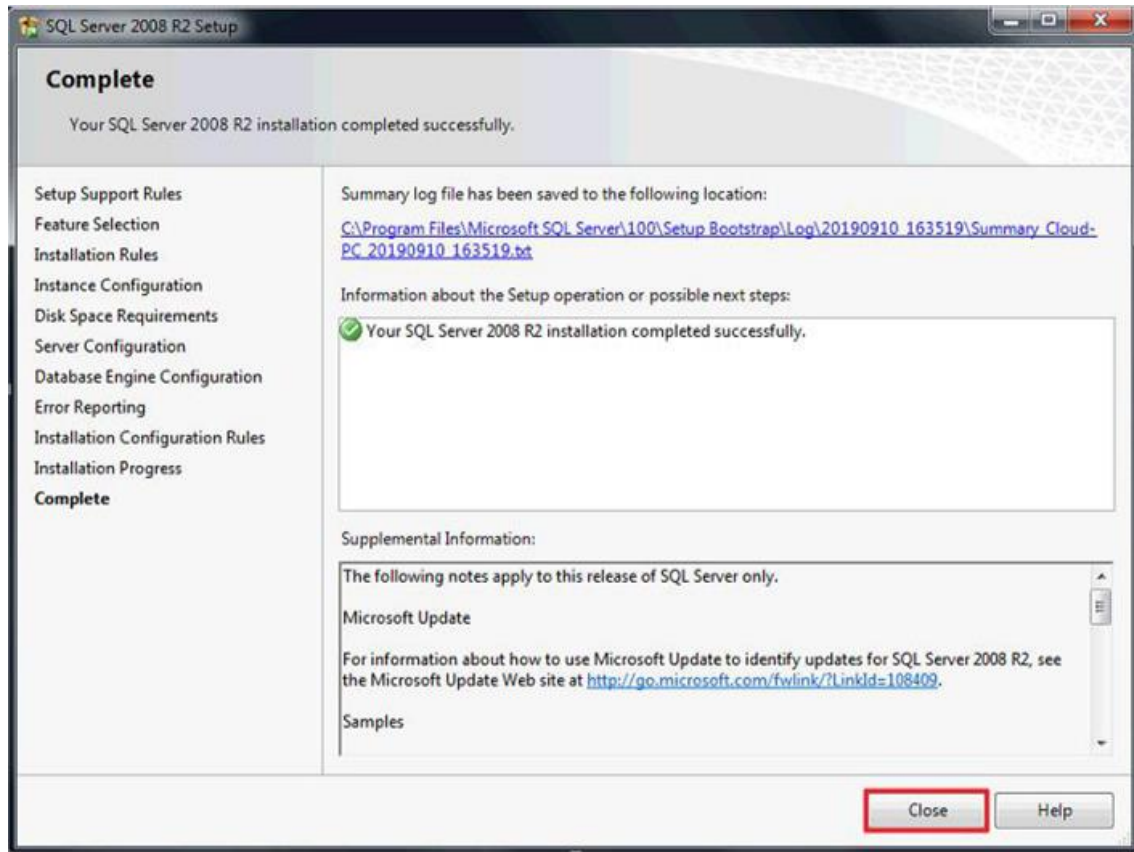 SQL Server 2008 R2 Setup
Complete
Your SQL Server 2008 R2 installation completed successfully.
Setup Support Rules
Feature Selection
Installation Rules
Instance Configuration
Disk Space Requirements
Server Configuration
Database Engine Configuration
Error Reporting
Installation Configuration Rules
Installation Progress
Complete
Summary log file has been saved to the following location:
C:\Program Files\Microsoft SQL Server\100\Setup Bootstrap\Log\20190910_163519\Summary_Cloud-
PC_20190910_163519.txt
Information about the Setup operation or possible next steps:
Your SQL Server 2008 R2 installation completed successfully.
Supplemental Information:
The following notes apply to this release of SQL Server only.
Microsoft Update
For information about how to use Microsoft Update to identify updates for SQL Server 2008 R2, see
the Microsoft Update Web site at http://go.microsoft.com/fwlink/?LinkId=108409.
Samples
Close
Help